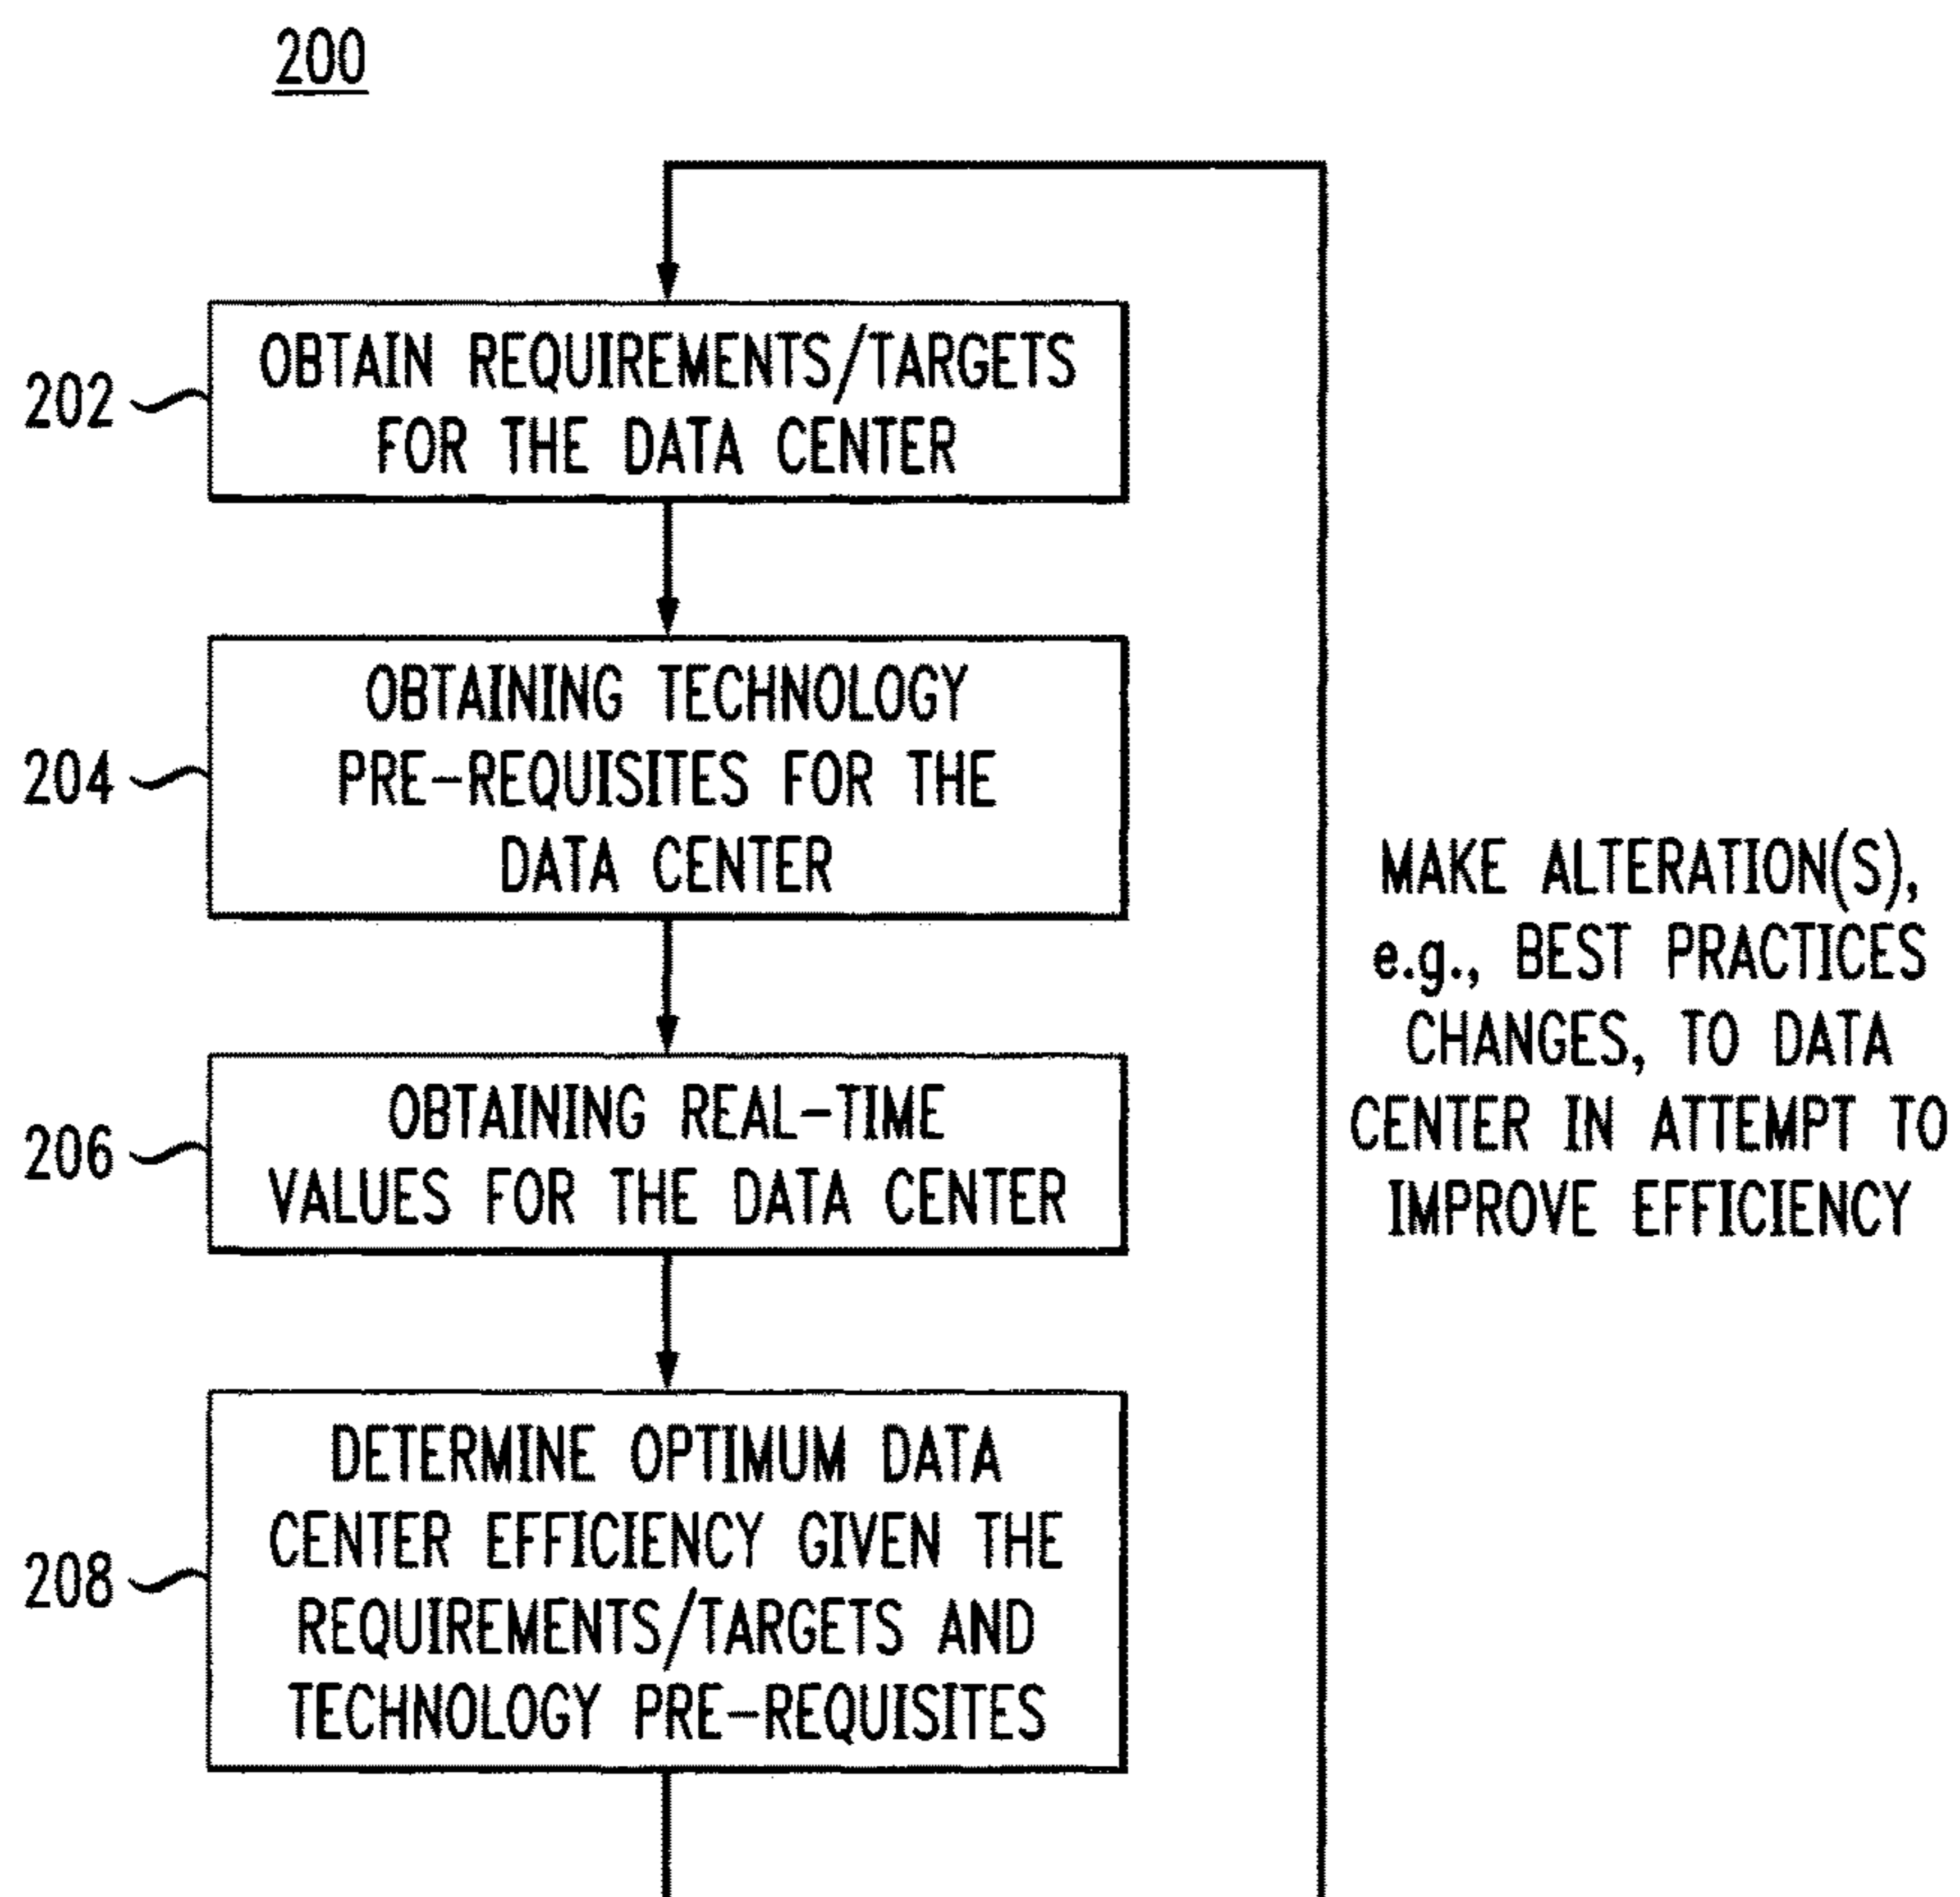 200
202
OBTAIN REQUIREMENTS/TARGETS
FOR THE DATA CENTER
204
OBTAINING TECHNOLOGY
PRE-REQUISITES FOR THE
DATA CENTER
206
OBTAINING REAL-TIME
VALUES FOR THE DATA CENTER
208
DETERMINE OPTIMUM DATA
CENTER EFFICIENCY GIVEN THE
REQUIREMENTS/TARGETS AND
TECHNOLOGY PRE-REQUISITES
MAKE ALTERATION(S),
e.g., BEST PRACTICES
CHANGES, TO DATA
CENTER IN ATTEMPT TO
IMPROVE EFFICIENCY